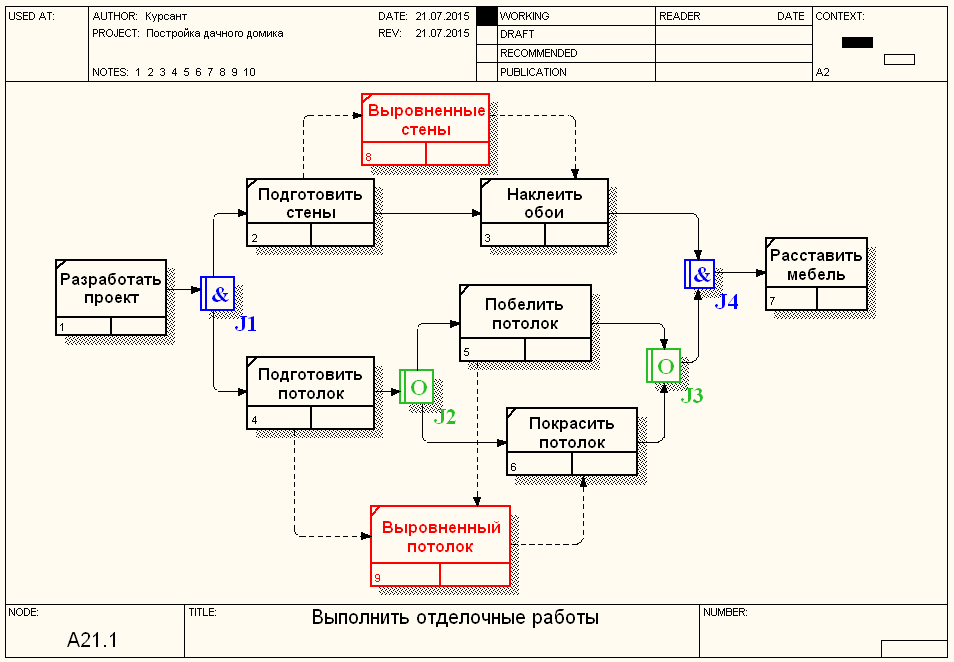 USED AT:
AUTHOR: Курсант
DATE: 21.07.2015
WORKING
READER
DATE
CONTEXT:
PROJECT: Постройка дачного домика
REV: 21.07.2015
DRAFT
RECOMMENDED
NOTES: 1 2 3 4 5 6 7 8 9 10
PUBLICATION
A2
Выровненные
стены
8
Подготовить
стены
2
Наклеить
обои
3
Разработать
проект
1
&
J1
&
J4
Расставить
мебель
7
Побелить
потолок
5
Подготовить
потолок
4
O
J2
O
J3
Покрасить
потолок
6
Выровненный
потолок
9
NODE:
A21.1
TITLE:
Выполнить отделочные работы
NUMBER: